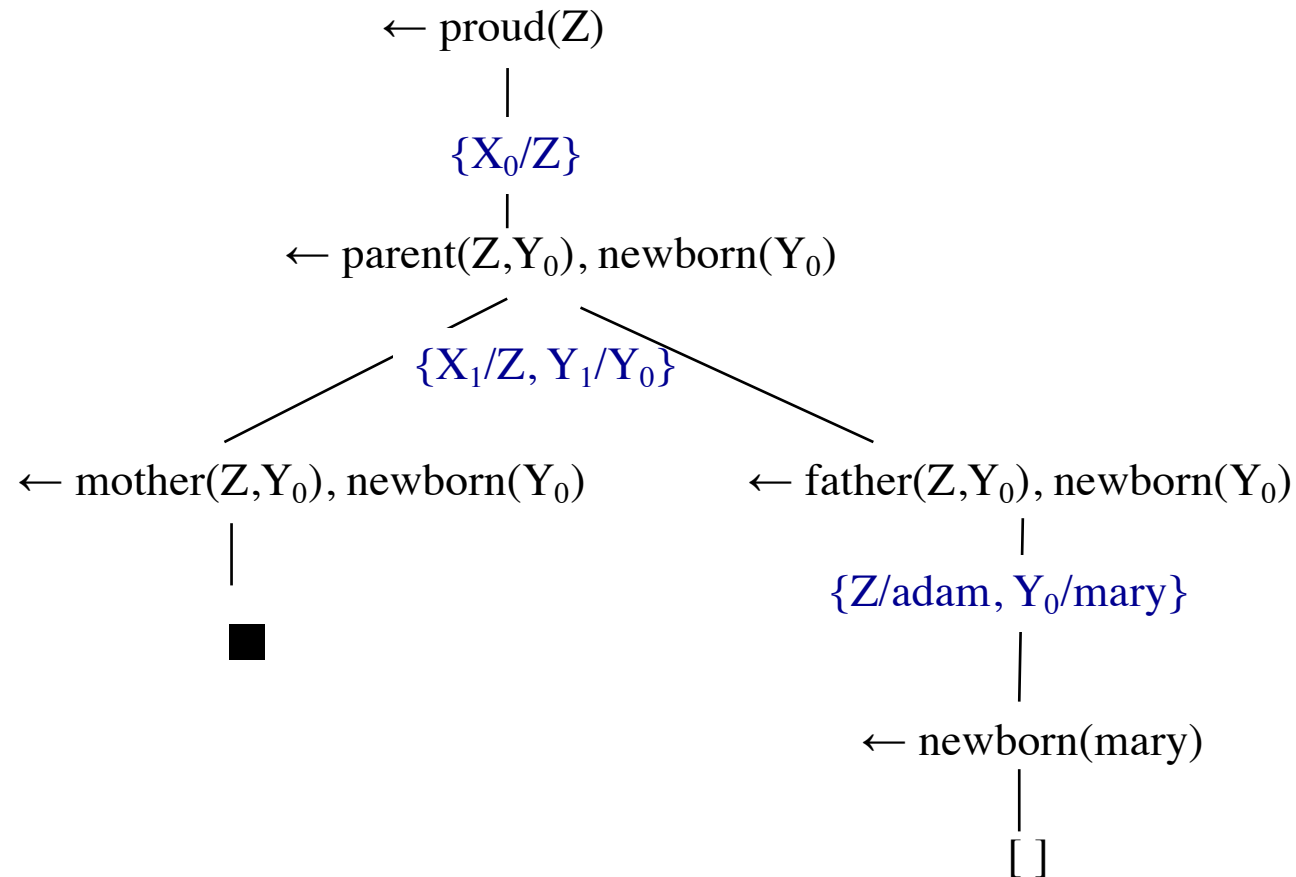 ← proud(Z)
{X₀/Z}
← parent(Z,Y₀), newborn(Y₀)
{X₁/Z, Y₁/Y₀}
← mother(Z,Y₀), newborn(Y₀)
← father(Z,Y₀), newborn(Y₀)
{Z/adam, Y₀/mary}
← newborn(mary)
[ ]